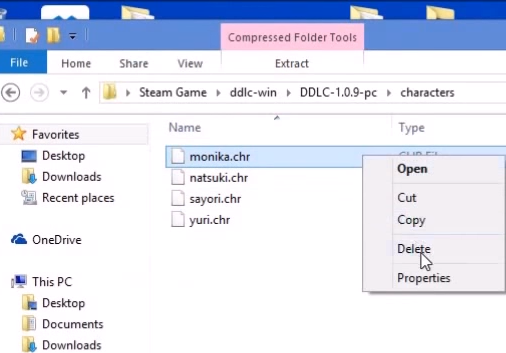 Compressed Folder Tools
File Home Share View Extract
Steam Game ddlc-win DDLC-1.0.9-pc characters
Favorites
Desktop
Downloads
Recent places
OneDrive
This PC
Desktop
Documents
Downloads
Name Type
monika.chr
natsuki.chr
sayori.chr
yuri.chr
Open
Cut
Copy
Delete
Properties